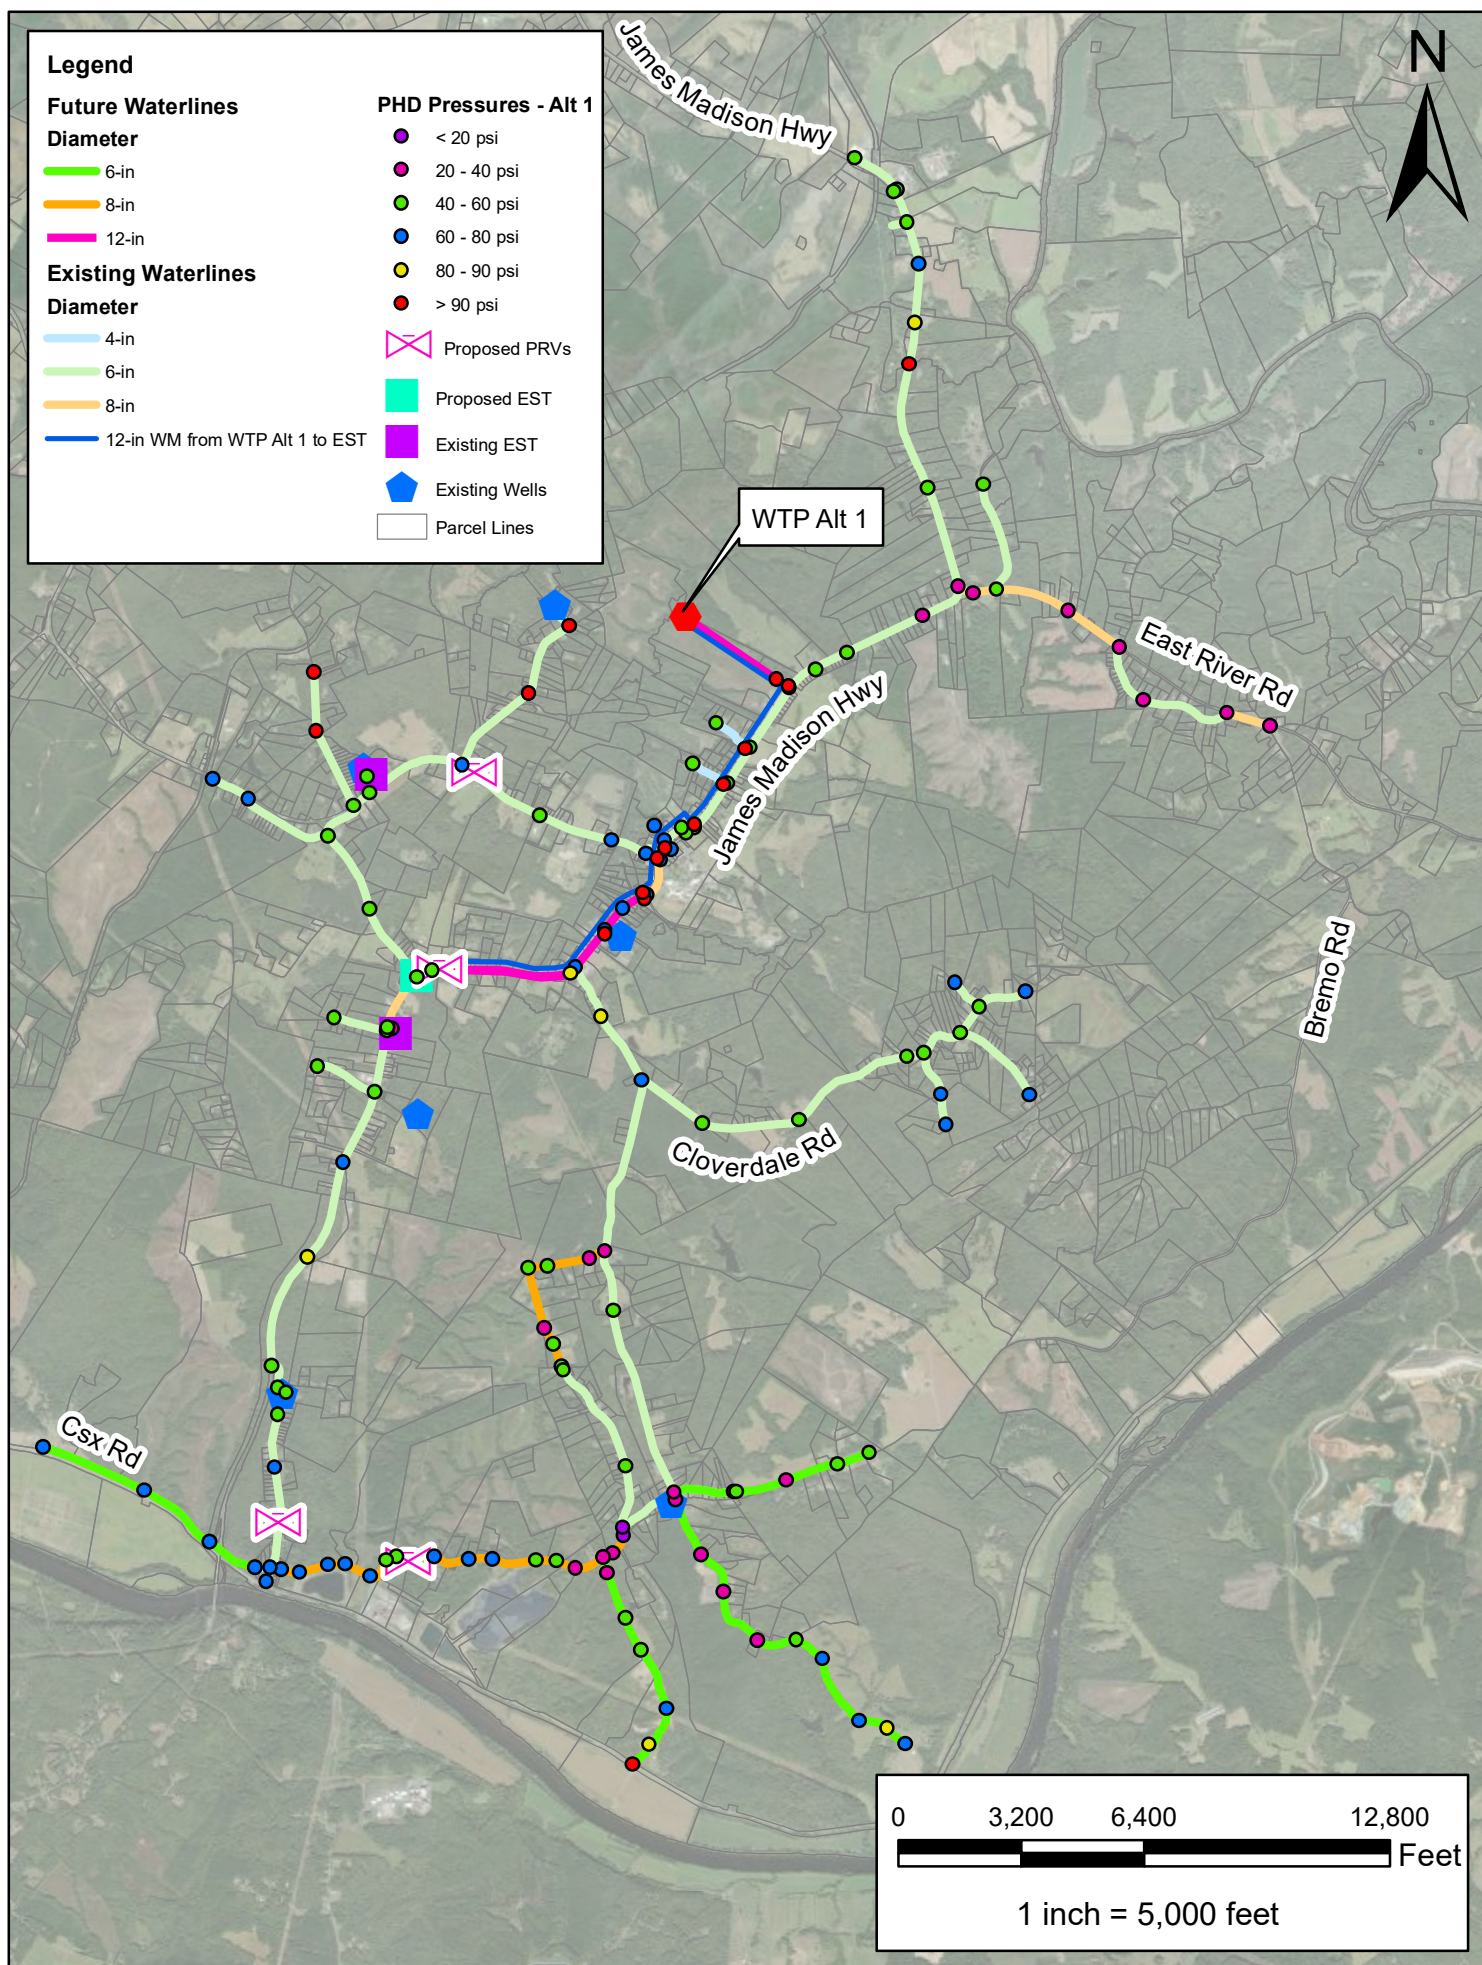 Legend
Future Waterlines
Diameter
6-in
8-in
12-in
Existing Waterlines
Diameter
4-in
6-in
8-in
12-in WM from WTP Alt 1 to EST
PHD Pressures - Alt 1
< 20 psi
20 - 40 psi
40 - 60 psi
60 - 80 psi
80 - 90 psi
> 90 psi
Proposed PRVs
Proposed EST
Existing EST
Existing Wells
Parcel Lines
James Madison Hwy
N
WTP Alt 1
East River Rd
James Madison Hwy
Bremo Rd
Cloverdale Rd
Csx Rd
0 3,200 6,400 12,800
Feet
1 inch = 5,000 feet